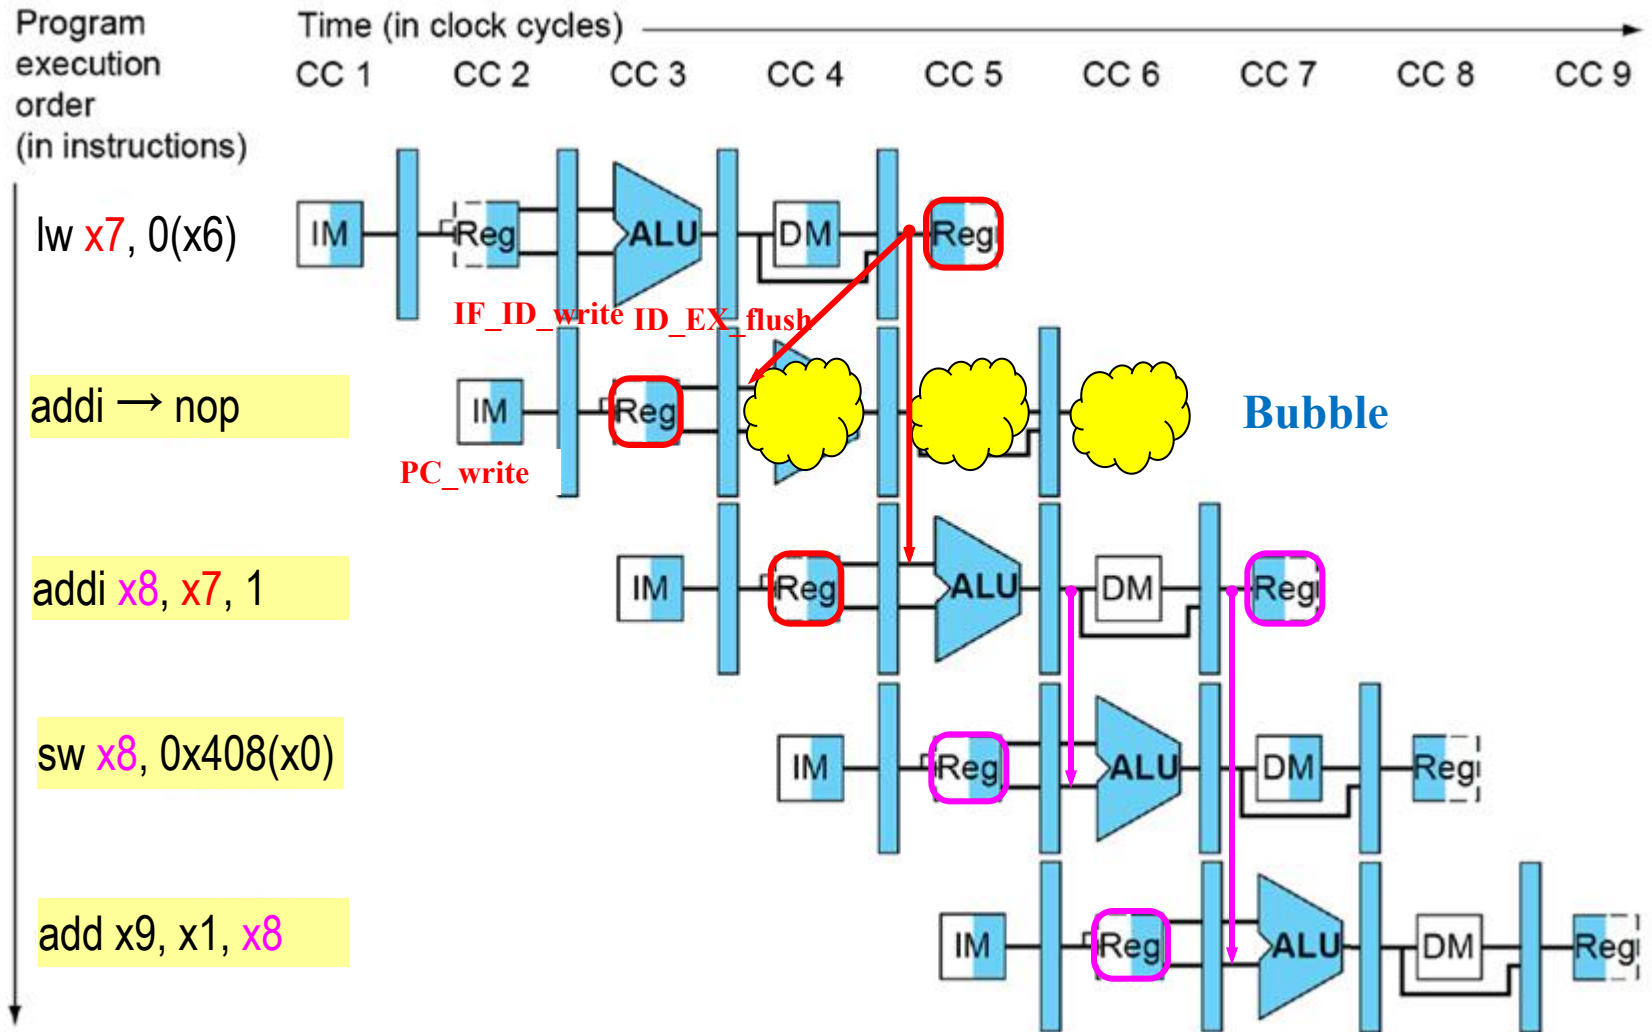 Program
execution
order
(in instructions)
Time (in clock cycles)
CC 1 CC 2 CC 3 CC 4 CC 5 CC 6 CC 7 CC 8 CC 9
lw x7, 0(x6)
IM Reg ALU DM Reg
IF_ID_write ID_EX_flush
addi → nop
IM Reg
Bubble
PC_write
addi x8, x7, 1
IM Reg ALU DM Reg
sw x8, 0x408(x0)
IM Reg ALU DM Reg
add x9, x1, x8
IM Reg ALU DM Reg